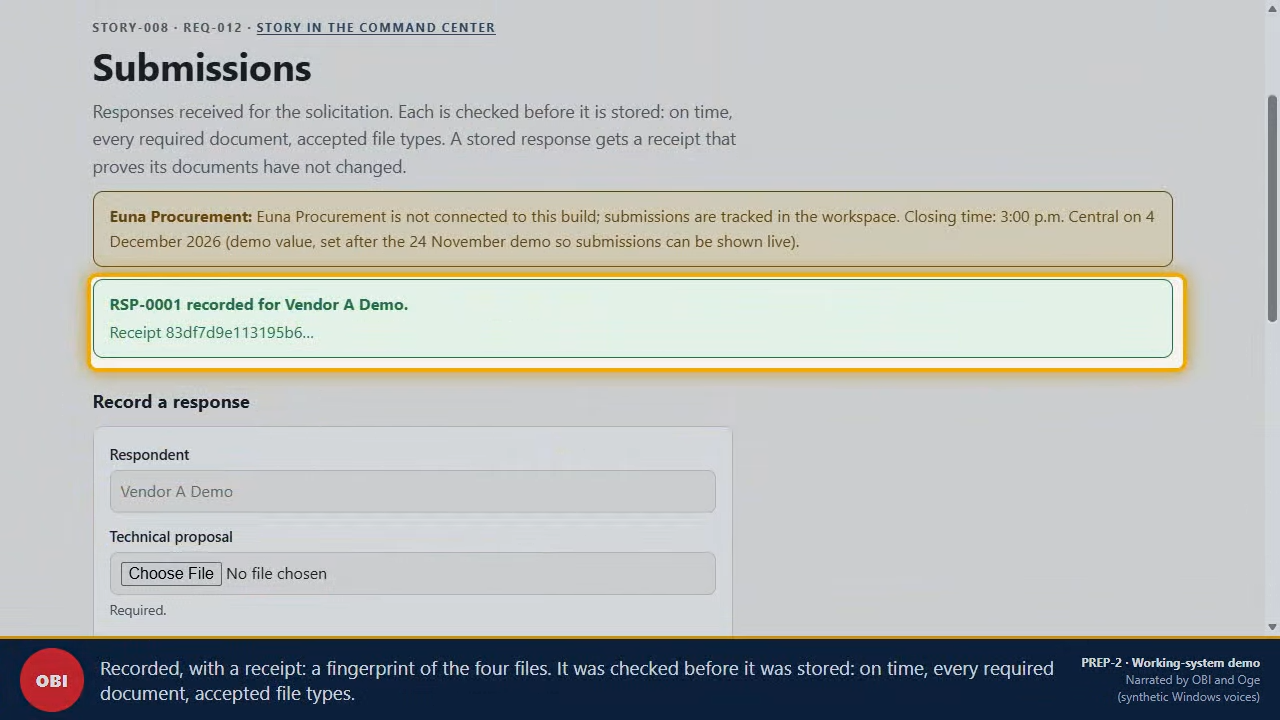 STORY-008 · REQ-012 · STORY IN THE COMMAND CENTER
Submissions
Responses received for the solicitation. Each is checked before it is stored: on time,
every required document, accepted file types. A stored response gets a receipt that
proves its documents have not changed.
Euna Procurement: Euna Procurement is not connected to this build; submissions are tracked in the workspace. Closing time: 3:00 p.m. Central on 4
December 2026 (demo value, set after the 24 November demo so submissions can be shown live).
RSP-0001 recorded for Vendor A Demo.
Receipt 83df7d9e113195b6...
Record a response
Respondent
Vendor A Demo
Technical proposal
Choose File No file chosen
Required.
OBI
Recorded, with a receipt: a fingerprint of the four files. It was checked before it was stored: on time, every required
document, accepted file types.
PREP-2 · Working-system demo
Narrated by OBI and Oge
(synthetic Windows voices)